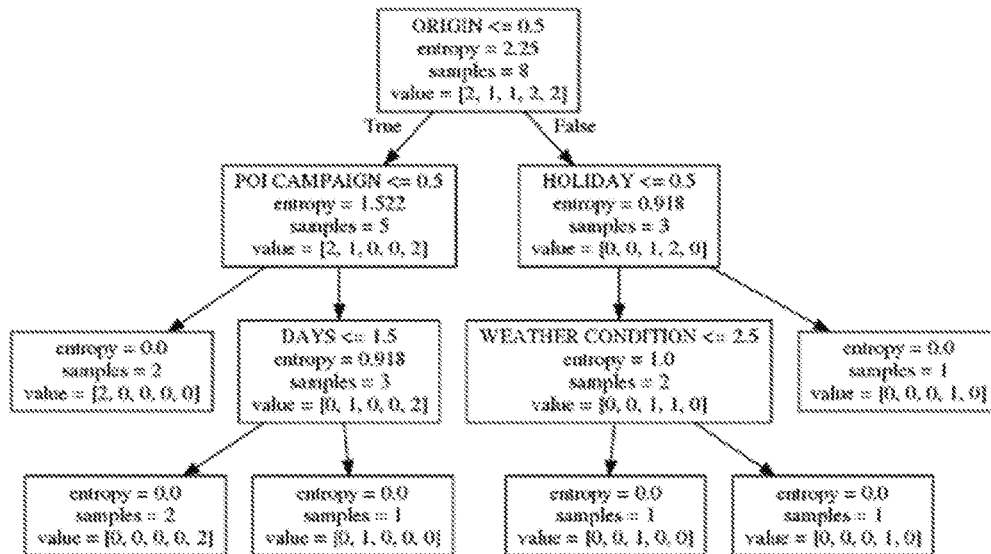 ORIGIN <= 0.5
entropy = 2.25
samples = 8
value = [2, 1, 1, 2, 2]
True
False
POI CAMPAIGN <= 0.5
entropy = 1.522
samples = 5
value = [2, 1, 0, 0, 2]
HOLIDAY <= 0.5
entropy = 0.918
samples = 3
value = [0, 0, 1, 2, 0]
entropy = 0.0
samples = 2
value = [2, 0, 0, 0, 0]
DAYS <= 1.5
entropy = 0.918
samples = 3
value = [0, 1, 0, 0, 2]
WEATHER CONDITION <= 2.5
entropy = 1.0
samples = 2
value = [0, 0, 1, 1, 0]
entropy = 0.0
samples = 1
value = [0, 0, 0, 1, 0]
entropy = 0.0
samples = 2
value = [0, 0, 0, 0, 2]
entropy = 0.0
samples = 1
value = [0, 1, 0, 0, 0]
entropy = 0.0
samples = 1
value = [0, 0, 1, 0, 0]
entropy = 0.0
samples = 1
value = [0, 0, 0, 1, 0]